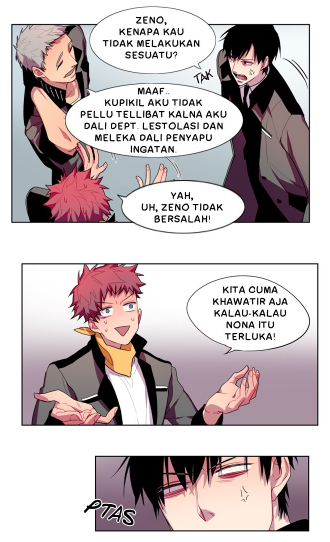 ZENO,
KENAPA KAU
TIDAK MELAKUKAN
SESUATU?
TAK
MAAF..
KUPIKIL AKU TIDAK
PELLU TELLIBAT KALNA AKU
DALI DEPT. LESTOLASI DAN
MELEKA DALI PENYAPU
INGATAN.
YAH,
UH, ZENO TIDAK
BERSALAH!
KITA CUMA
KHAWATIR AJA
KALAU-KALAU
NONA ITU
TERLUKA!
PTAS